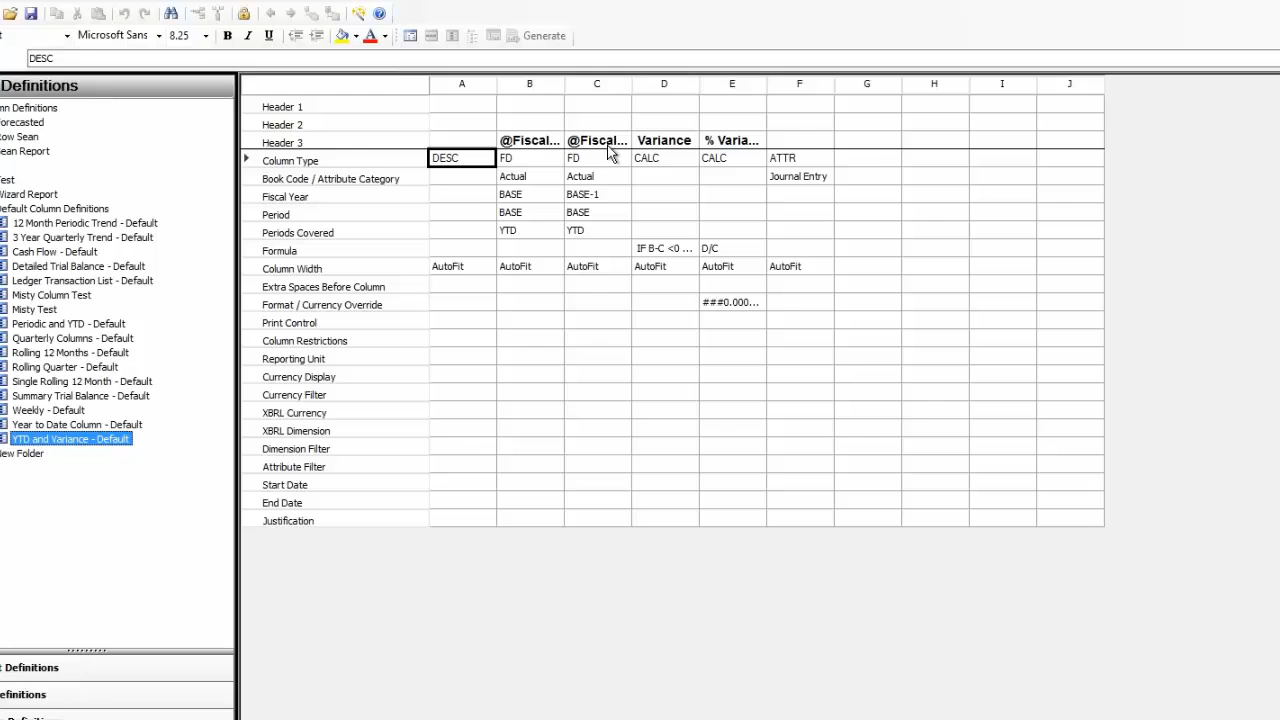 t Microsoft Sans 8.25 B I U A Generate
DESC
Definitions
mn Definitions
orecasted
tow Sean
ean Report
Test
Wizard Report
Default Column Definitions
12 Month Periodic Trend - Default
3 Year Quarterly Trend - Default
Cash Flow - Default
Detailed Trial Balance - Default
Ledger Transaction List - Default
Misty Column Test
Misty Test
Periodic and YTD - Default
Quarterly Columns - Default
Rolling 12 Months - Default
Rolling Quarter - Default
Single Rolling 12 Month - Default
Summary Trial Balance - Default
Weekly - Default
Year to Date Column - Default
YTD and Variance - Default
New Folder
t Definitions
efinitions
A B C D E F G H I J
Header 1
Header 2
Header 3 @Fiscal... @Fiscal... Variance % Varia...
Column Type DESC FD FD CALC CALC ATTR
Book Code / Attribute Category Actual Actual Journal Entry
Fiscal Year BASE BASE-1
Period BASE BASE
Periods Covered YTD YTD
Formula IF B-C <0 ... D/C
Column Width AutoFit AutoFit AutoFit AutoFit AutoFit AutoFit
Extra Spaces Before Column
Format / Currency Override ###0.000...
Print Control
Column Restrictions
Reporting Unit
Currency Display
Currency Filter
XBRL Currency
XBRL Dimension
Dimension Filter
Attribute Filter
Start Date
End Date
Justification